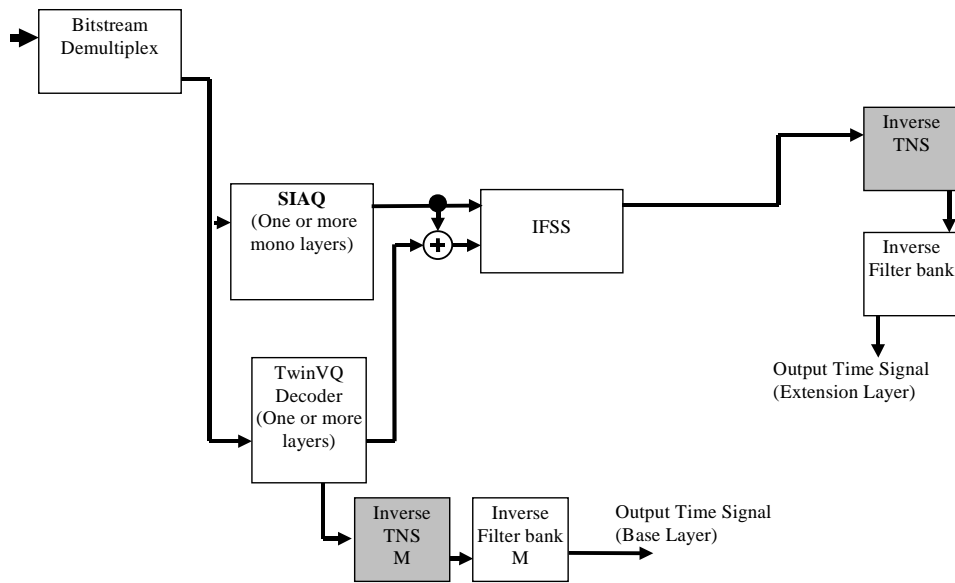 Bitstream
Demultiplex
Inverse
TNS
SIAQ
(One or more
mono layers)
+
IFSS
Inverse
Filter bank
TwinVQ
Decoder
(One or more
layers)
Output Time Signal
(Extension Layer)
Inverse
TNS
M
Inverse
Filter bank
M
Output Time Signal
(Base Layer)